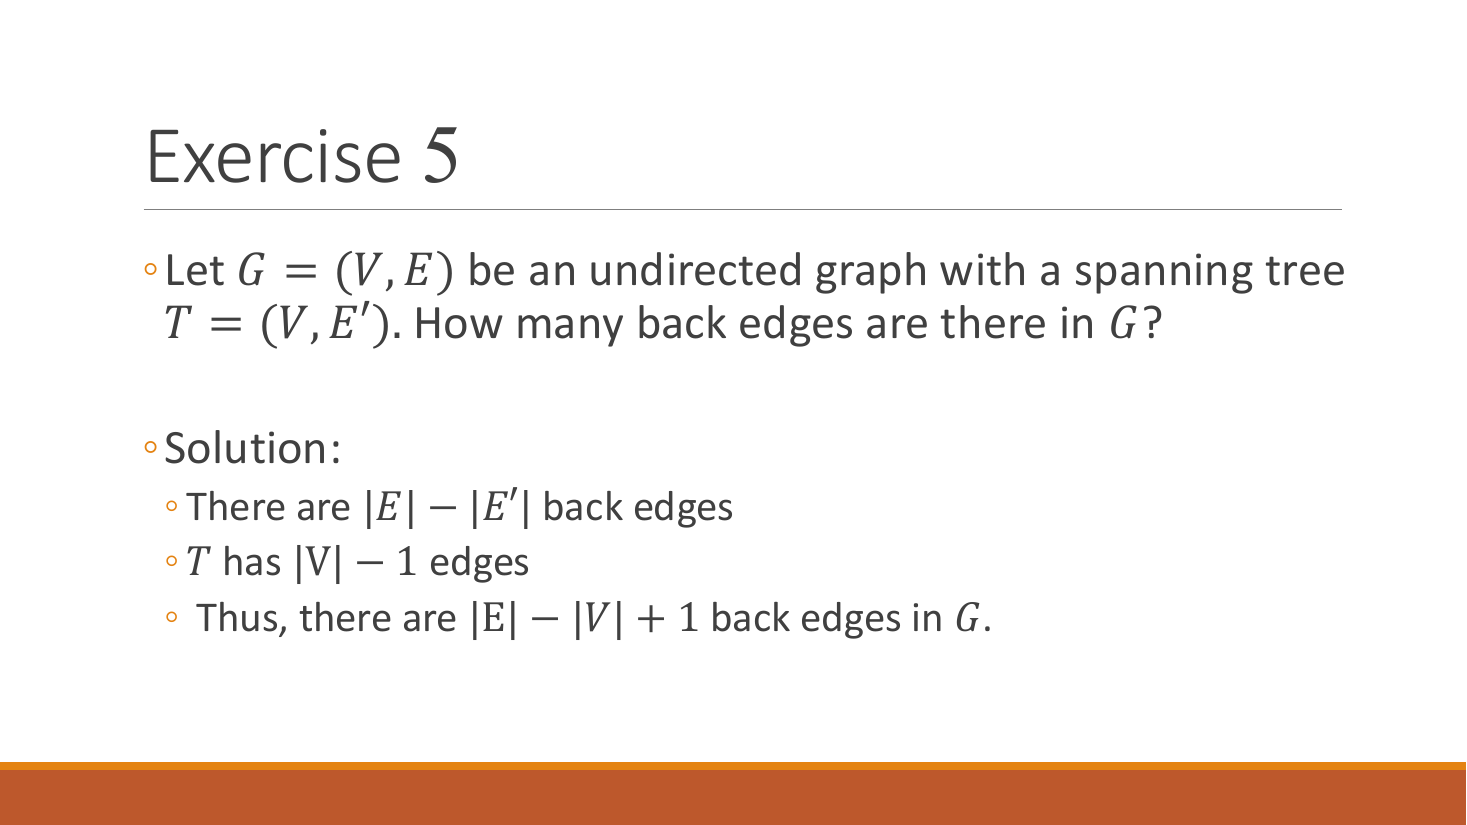 Exercise 5
◦Let 𝐺 = (𝑉, 𝐸) be an undirected graph with a spanning tree
𝑇 = (𝑉, 𝐸′). How many back edges are there in 𝐺?
◦Solution:
◦There are |𝐸| − |𝐸′| back edges
◦𝑇 has |V| − 1 edges
◦ Thus, there are |E| − |𝑉| + 1 back edges in 𝐺.